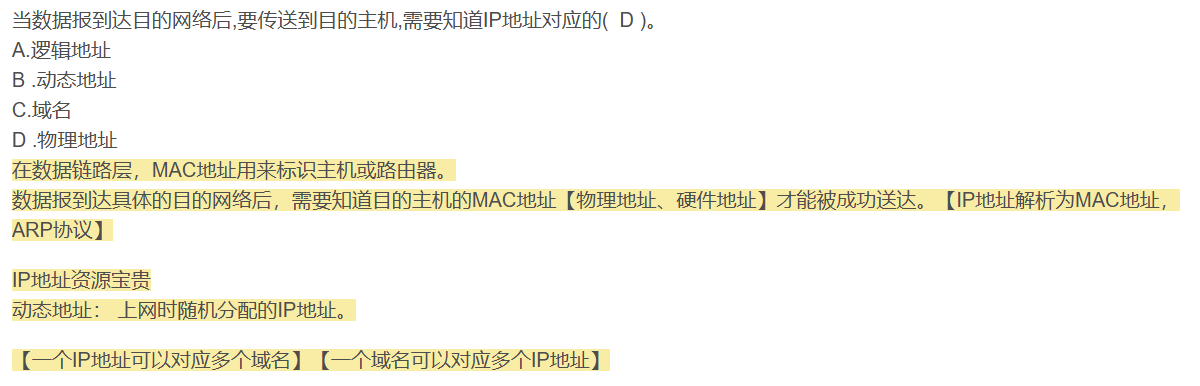 当数据报到达目的网络后,要传送到目的主机,需要知道IP地址对应的(  D )。
A.逻辑地址
B .动态地址
C.域名
D .物理地址
在数据链路层，MAC地址用来标识主机或路由器。
数据报到达具体的目的网络后，需要知道目的主机的MAC地址【物理地址、硬件地址】才能被成功送达。【IP地址解析为MAC地址，
ARP协议】
IP地址资源宝贵
动态地址： 上网时随机分配的IP地址。
【一个IP地址可以对应多个域名】【一个域名可以对应多个IP地址】